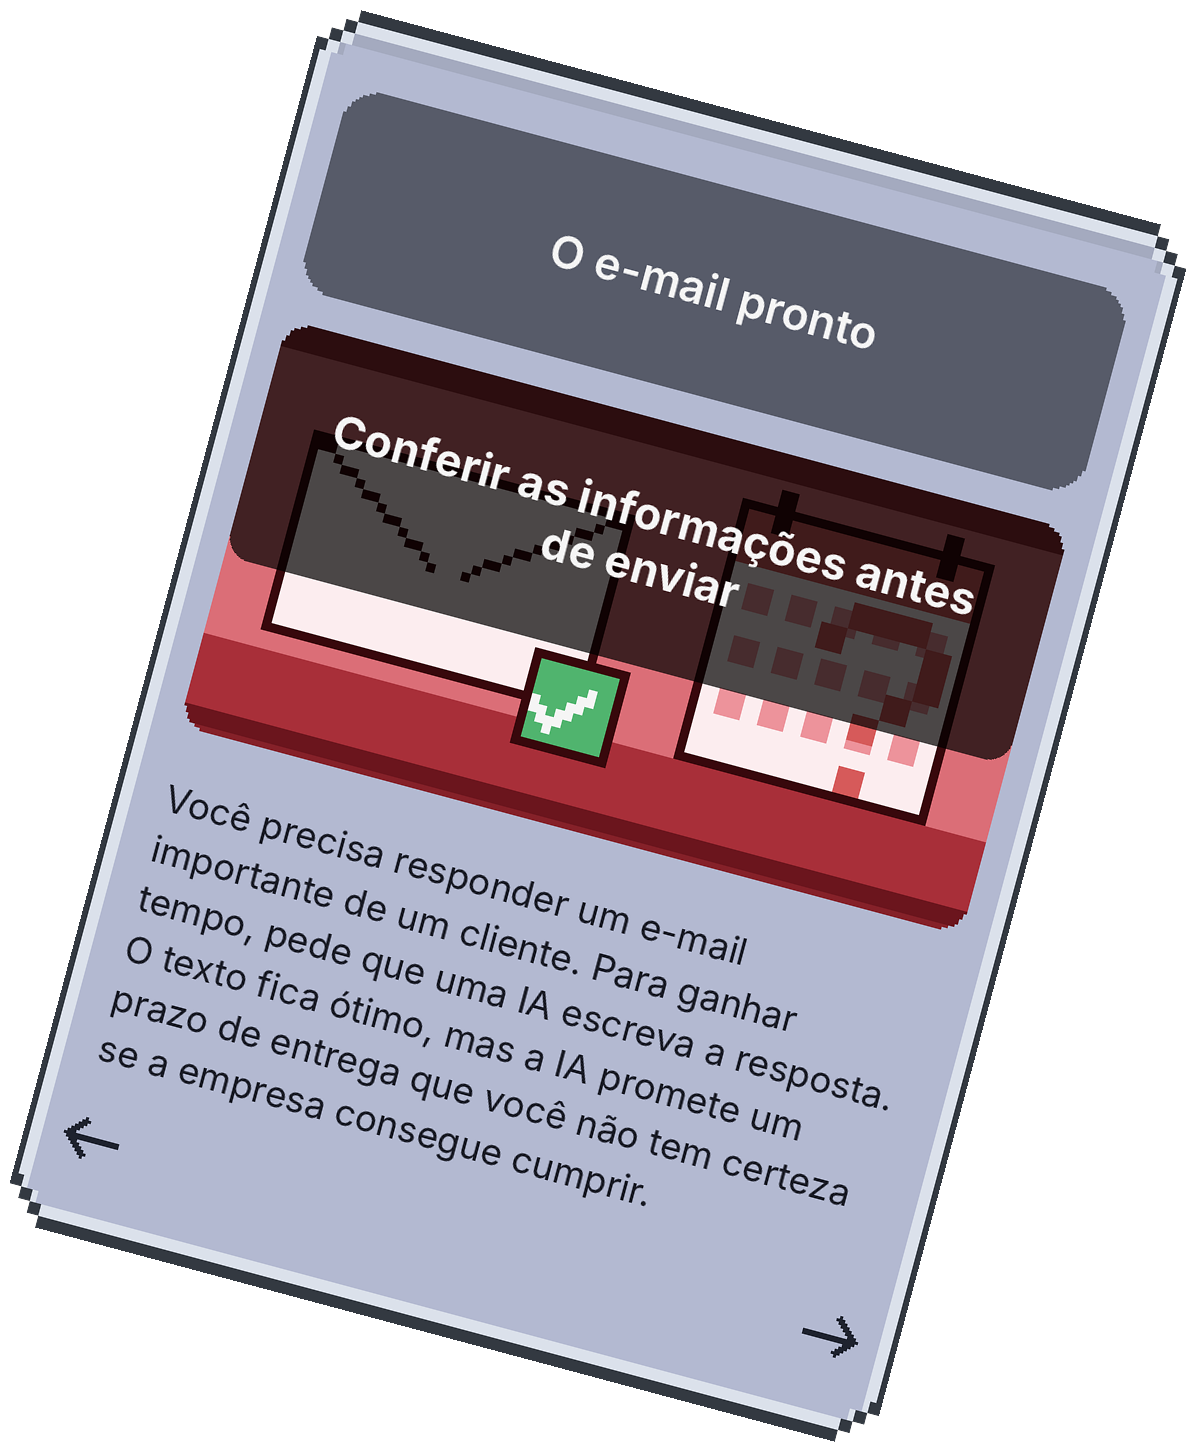 O e-mail pronto
Conferir as informações antes
de enviar
Você precisa responder um e-mail
importante de um cliente. Para ganhar
tempo, pede que uma IA escreva a resposta.
O texto fica ótimo, mas a IA promete um
prazo de entrega que você não tem certeza
se a empresa consegue cumprir.